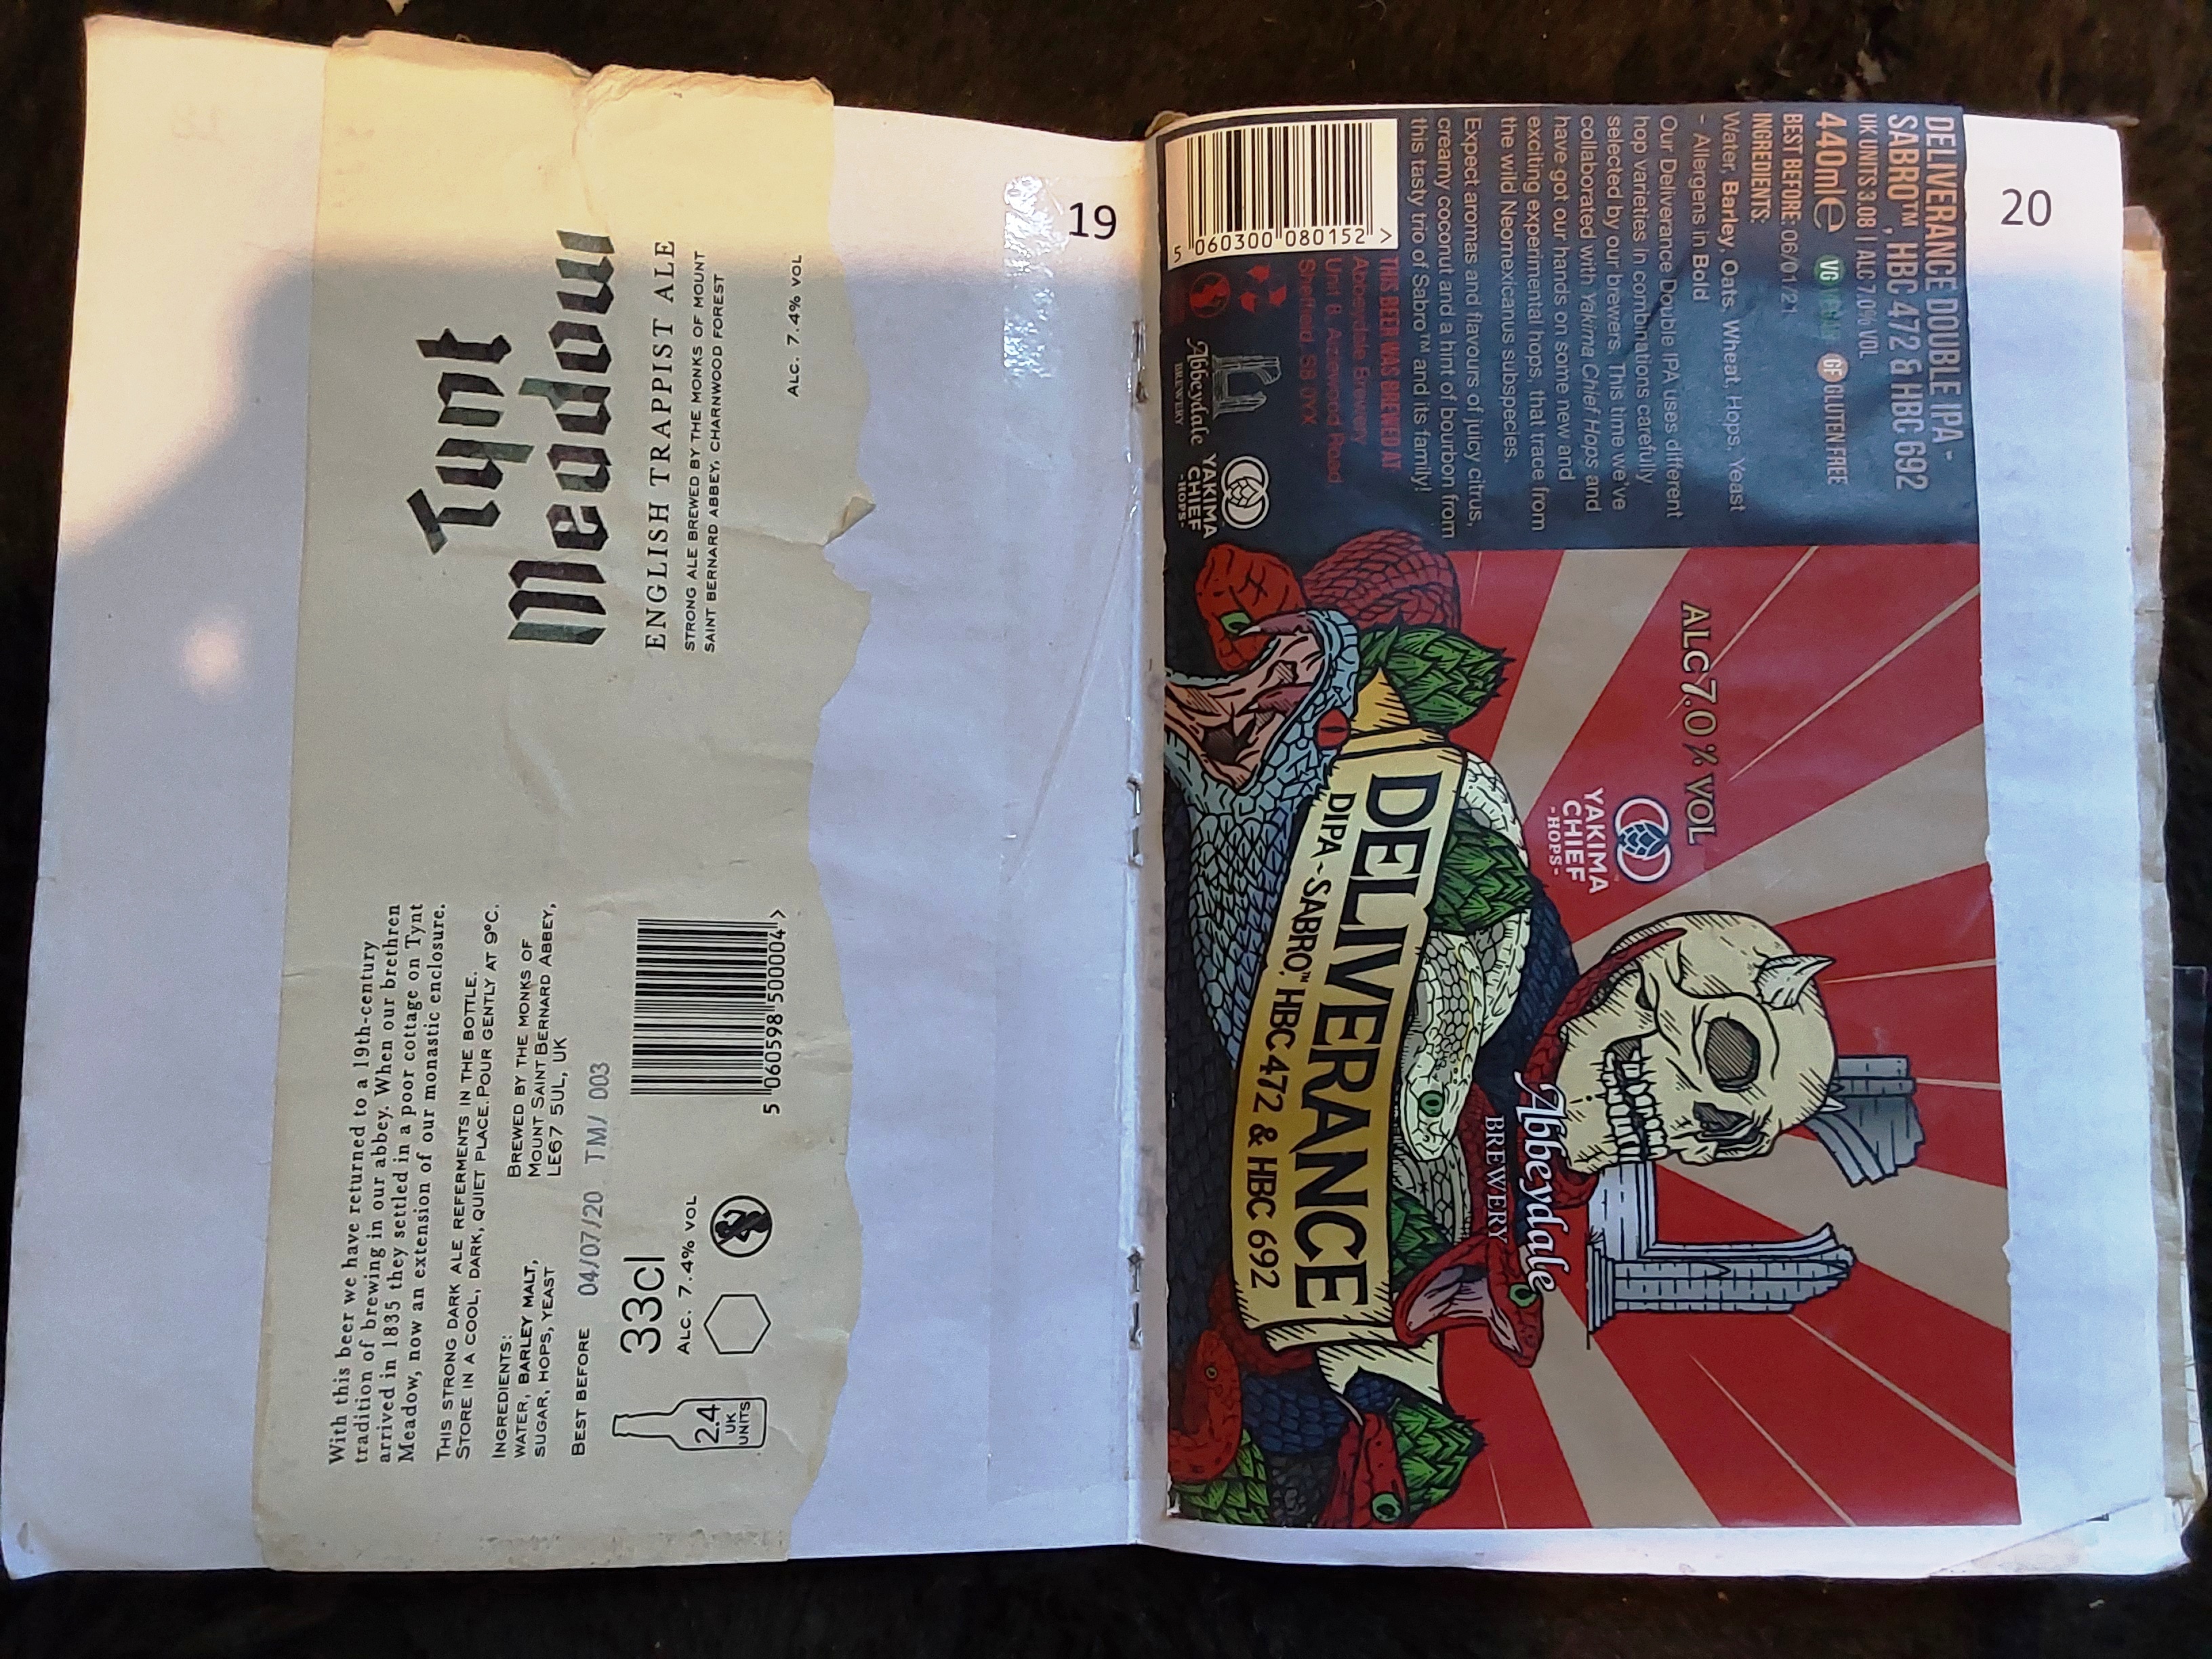 19
Tynt
Meadow
ENGLISH TRAPPIST ALE
STRONG ALE BREWED BY THE MONKS OF MOUNT
SAINT BERNARD ABBEY, CHARNWOOD FOREST
ALC. 7.4% VOL
With this beer we have returned to a 19th-century
tradition of brewing in our abbey. When our brethren
arrived in 1835 they settled in a poor cottage on Tynt
Meadow, now an extension of our monastic enclosure.
THIS STRONG DARK ALE REFERMENTS IN THE BOTTLE.
STORE IN A COOL, DARK, QUIET PLACE. POUR GENTLY AT 9°C.
INGREDIENTS:
WATER, BARLEY MALT,
SUGAR, HOPS, YEAST
BREWED BY THE MONKS OF
MOUNT SAINT BERNARD ABBEY,
LE67 5UL, UK
BEST BEFORE 04/07/20 TM/ 003
33cl
ALC. 7.4% VOL
2.4
UK
UNITS
5 060598 500004 >
20
DELIVERANCE DOUBLE IPA -
SABRO™, HBC 472 & HBC 692
UK UNITS 3.08 | ALC 7.0% VOL
440ml e VG VEGAN GF GLUTEN FREE
BEST BEFORE: 06/01/21
INGREDIENTS:
Water, Barley, Oats, Wheat, Hops, Yeast
- Allergens in Bold
Our Deliverance Double IPA uses different
hop varieties in combinations carefully
selected by our brewers. This time we've
collaborated with Yakima Chief Hops and
have got our hands on some new and
exciting experimental hops, that trace from
the wild Neomexicanus subspecies.
Expect aromas and flavours of juicy citrus,
creamy coconut and a hint of bourbon from
this tasty trio of Sabro™ and its family!
THIS BEER WAS BREWED AT
Abbeydale Brewery
Unit 8, Aizlewood Road
Sheffield, S8 0YX
5 060300 080152 >
Abbeydale
BREWERY
YAKIMA
CHIEF
-HOPS-
ALC 7.0 % VOL
YAKIMA
CHIEF
-HOPS-
Abbeydale
BREWERY
DELIVERANCE
DIPA ~ SABRO™, HBC 472 & HBC 692